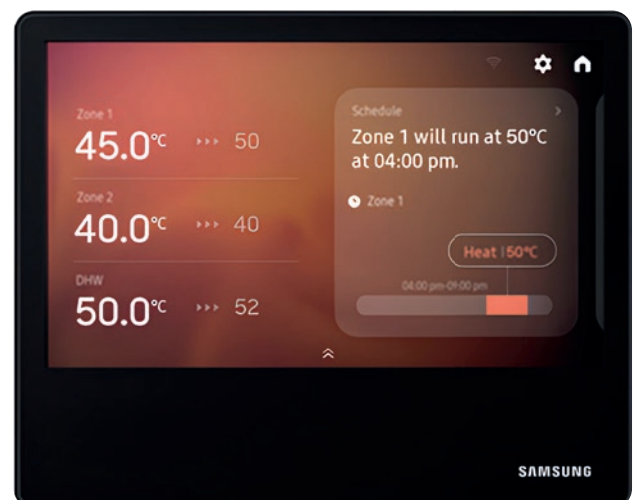 Zone 1
45.0°C ▸▸▸ 50
Zone 2
40.0°C ▸▸▸ 40
DHW
50.0°C ▸▸▸ 52
Schedule >
Zone 1 will run at 50°C
at 04:00 pm.
Zone 1
Heat | 50°C
04:00 pm-09:00 pm
SAMSUNG